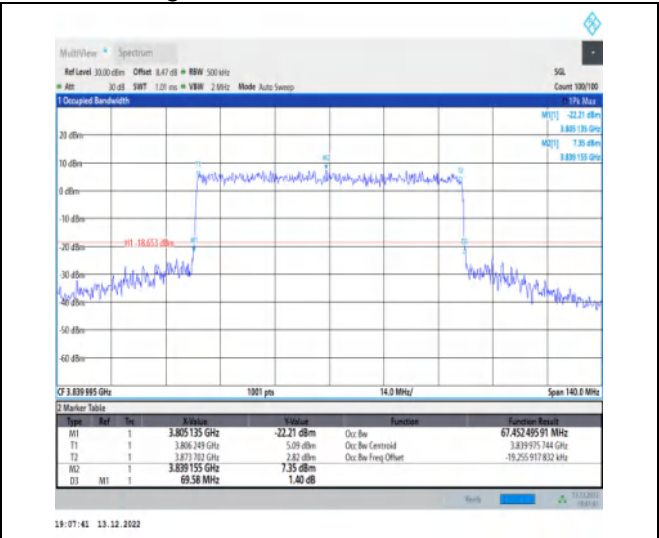 MultiView Spectrum
Ref Level 30.00 dBm Offset 8.47 dB RBW 500 kHz SGL
Att 30 dB SWT 1.01 ms VBW 2 MHz Mode Auto Sweep Count 100/100
1 Occupied Bandwidth 1Pk Max
M1[1] -22.21 dBm
3.805 135 GHz
20 dBm
M2[1] 7.35 dBm
3.839 155 GHz
10 dBm
T1 M2
0 dBm
-10 dBm
H1 -18.653 dBm M1
-20 dBm
-30 dBm
-40 dBm
-50 dBm
-60 dBm
CF 3.839 995 GHz 1001 pts 14.0 MHz/ Span 140.0 MHz
2 Marker Table
Type Ref Trc X-Value Y-Value Function Function Result
M1 1 3.805 135 GHz -22.21 dBm Occ Bw 67.452 495 91 MHz
T1 1 3.806 249 GHz 5.09 dBm Occ Bw Centroid 3.839 975 744 GHz
T2 1 3.873 702 GHz 2.82 dBm Occ Bw Freq Offset -19.255 917 832 kHz
M2 1 3.839 155 GHz 7.35 dBm
D3 M1 1 69.58 MHz 1.40 dB
Ready 13.12.2022
19:07:41
19:07:41 13.12.2022